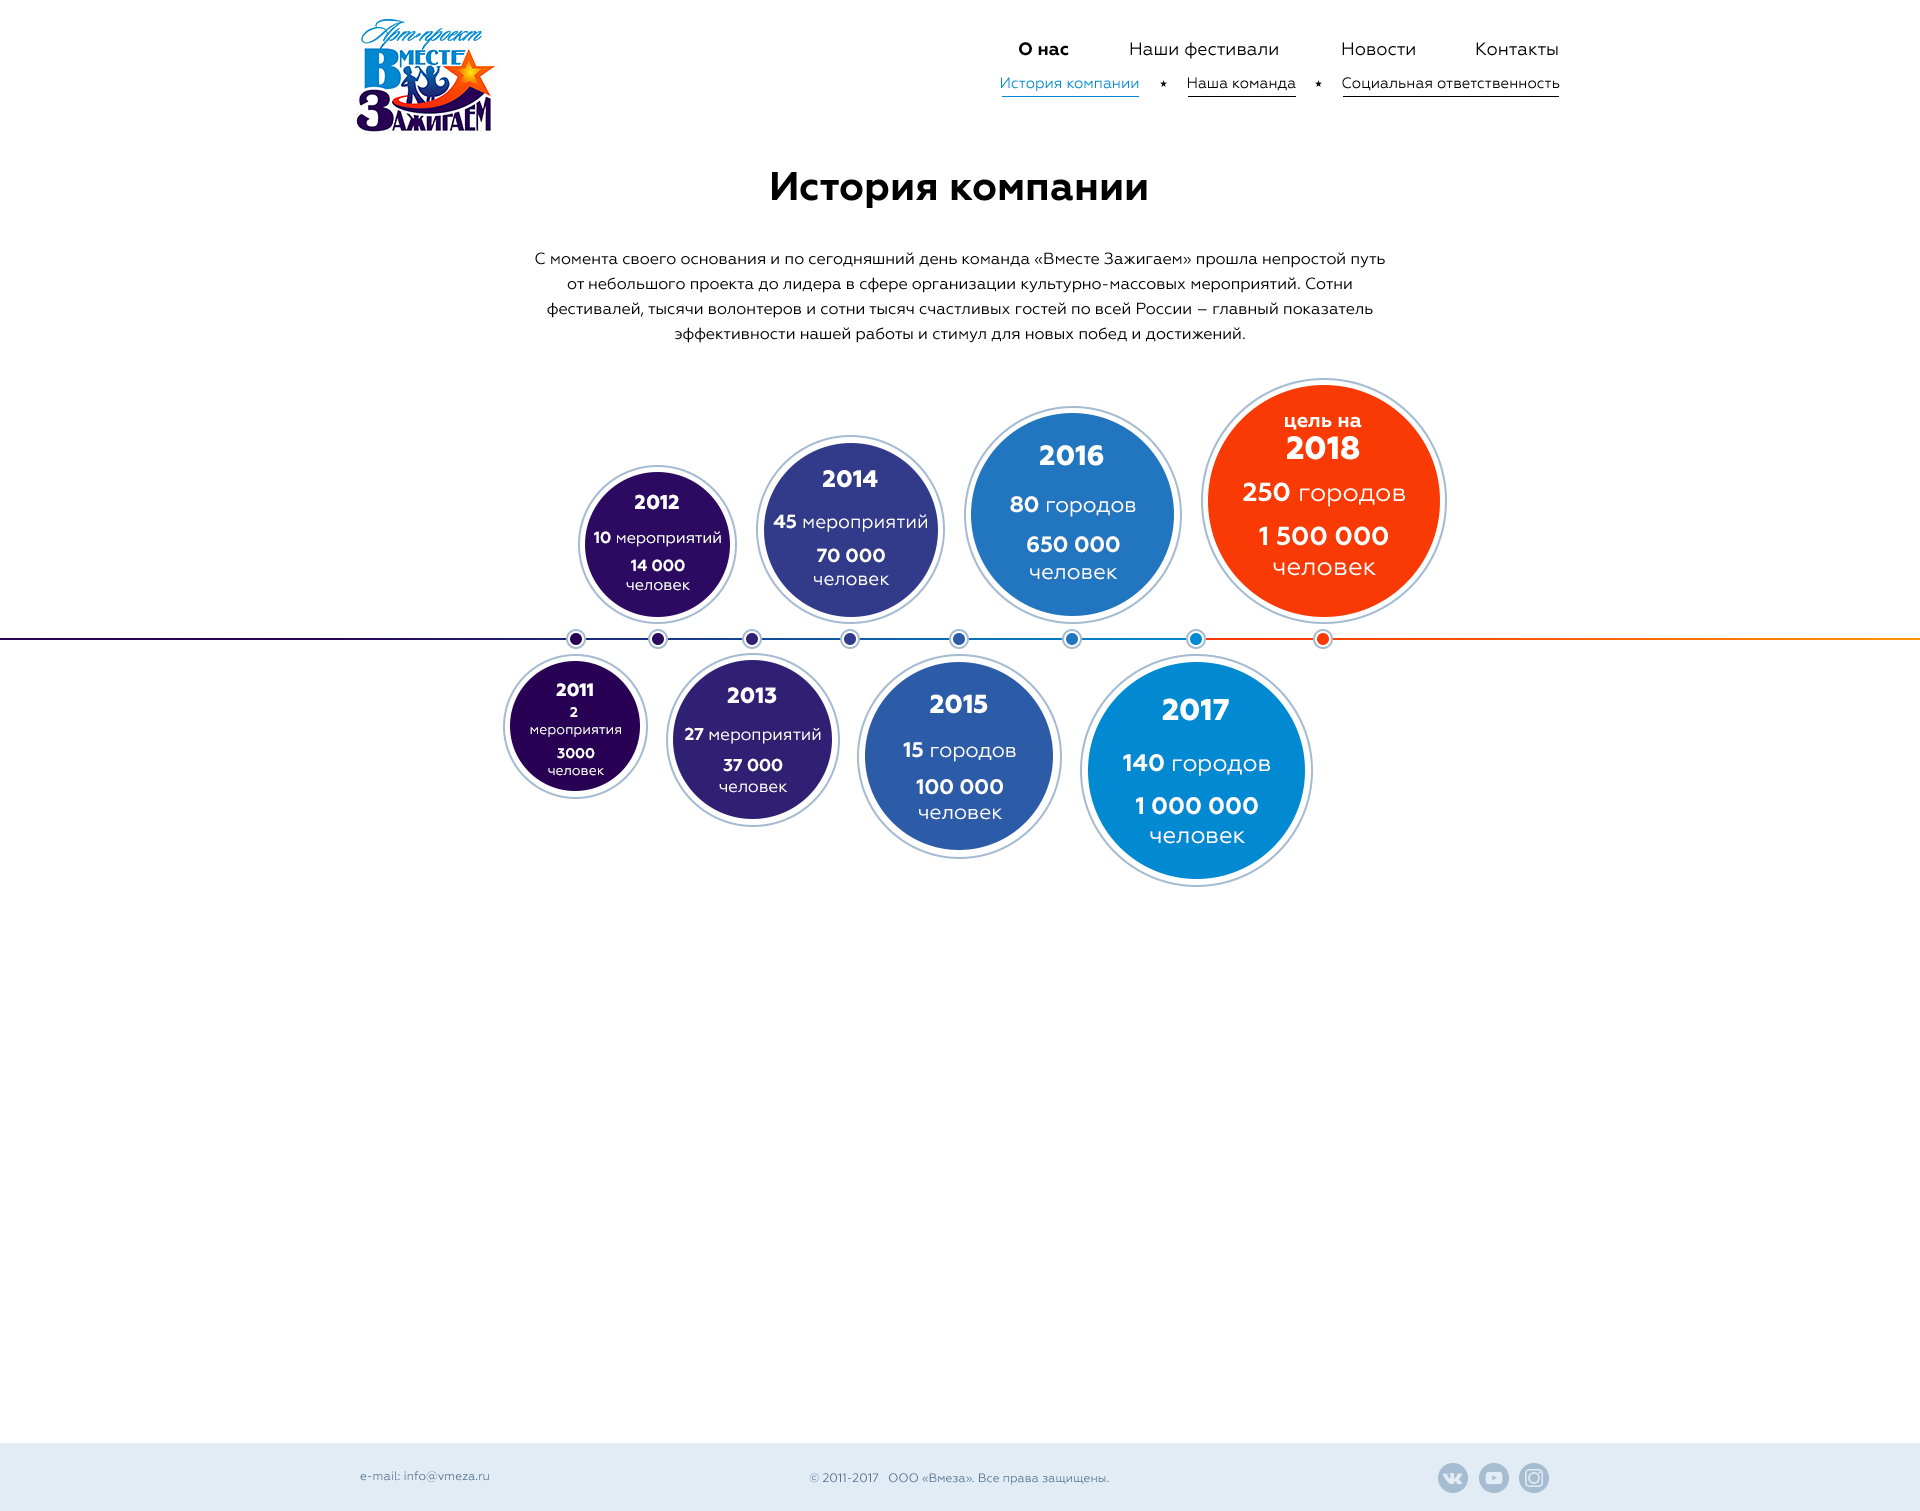 Арт-проект
Вместе
Зажигаем
О нас Наши фестивали Новости Контакты
История компании ★ Наша команда ★ Социальная ответственность
История компании
С момента своего основания и по сегодняшний день команда «Вместе Зажигаем» прошла непростой путь
от небольшого проекта до лидера в сфере организации культурно-массовых мероприятий. Сотни
фестивалей, тысячи волонтеров и сотни тысяч счастливых гостей по всей России – главный показатель
эффективности нашей работы и стимул для новых побед и достижений.
2012
10 мероприятий
14 000
человек
2014
45 мероприятий
70 000
человек
2016
80 городов
650 000
человек
цель на
2018
250 городов
1 500 000
человек
2011
2
мероприятия
3000
человек
2013
27 мероприятий
37 000
человек
2015
15 городов
100 000
человек
2017
140 городов
1 000 000
человек
e-mail: info@vmeza.ru
© 2011-2017 ООО «Вмеза». Все права защищены.